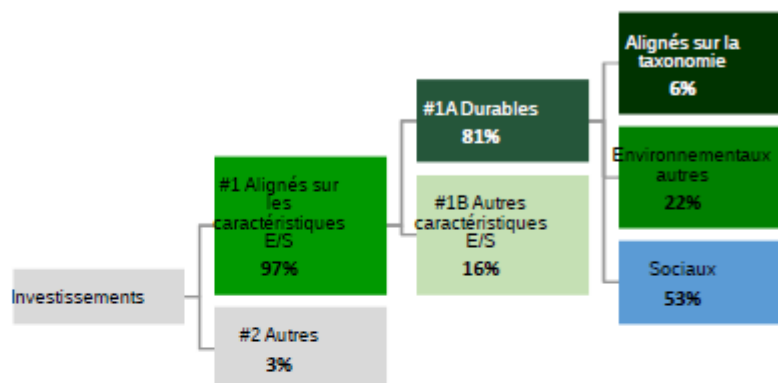 Investissements
#1 Alignés sur
les
caractéristiques
E/S
97%
#2 Autres
3%
#1A Durables
81%
#1B Autres
caractéristiques
E/S
16%
Alignés sur la
taxonomie
6%
Environnementaux
autres
22%
Sociaux
53%